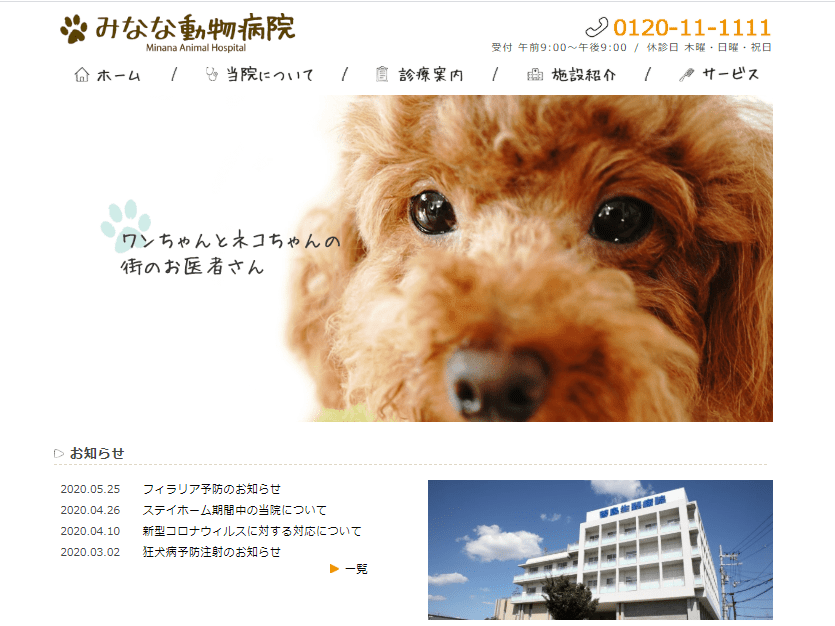 みなな動物病院
Minana Animal Hospital
0120-11-1111
受付 午前9:00～午後9:00 / 休診日 木曜・日曜・祝日
ホーム / 当院について / 診療案内 / 施設紹介 / サービス
ワンちゃんとネコちゃんの
街のお医者さん
お知らせ
2020.05.25 フィラリア予防のお知らせ
2020.04.26 ステイホーム期間中の当院について
2020.04.10 新型コロナウィルスに対する対応について
2020.03.02 狂犬病予防注射のお知らせ
一覧